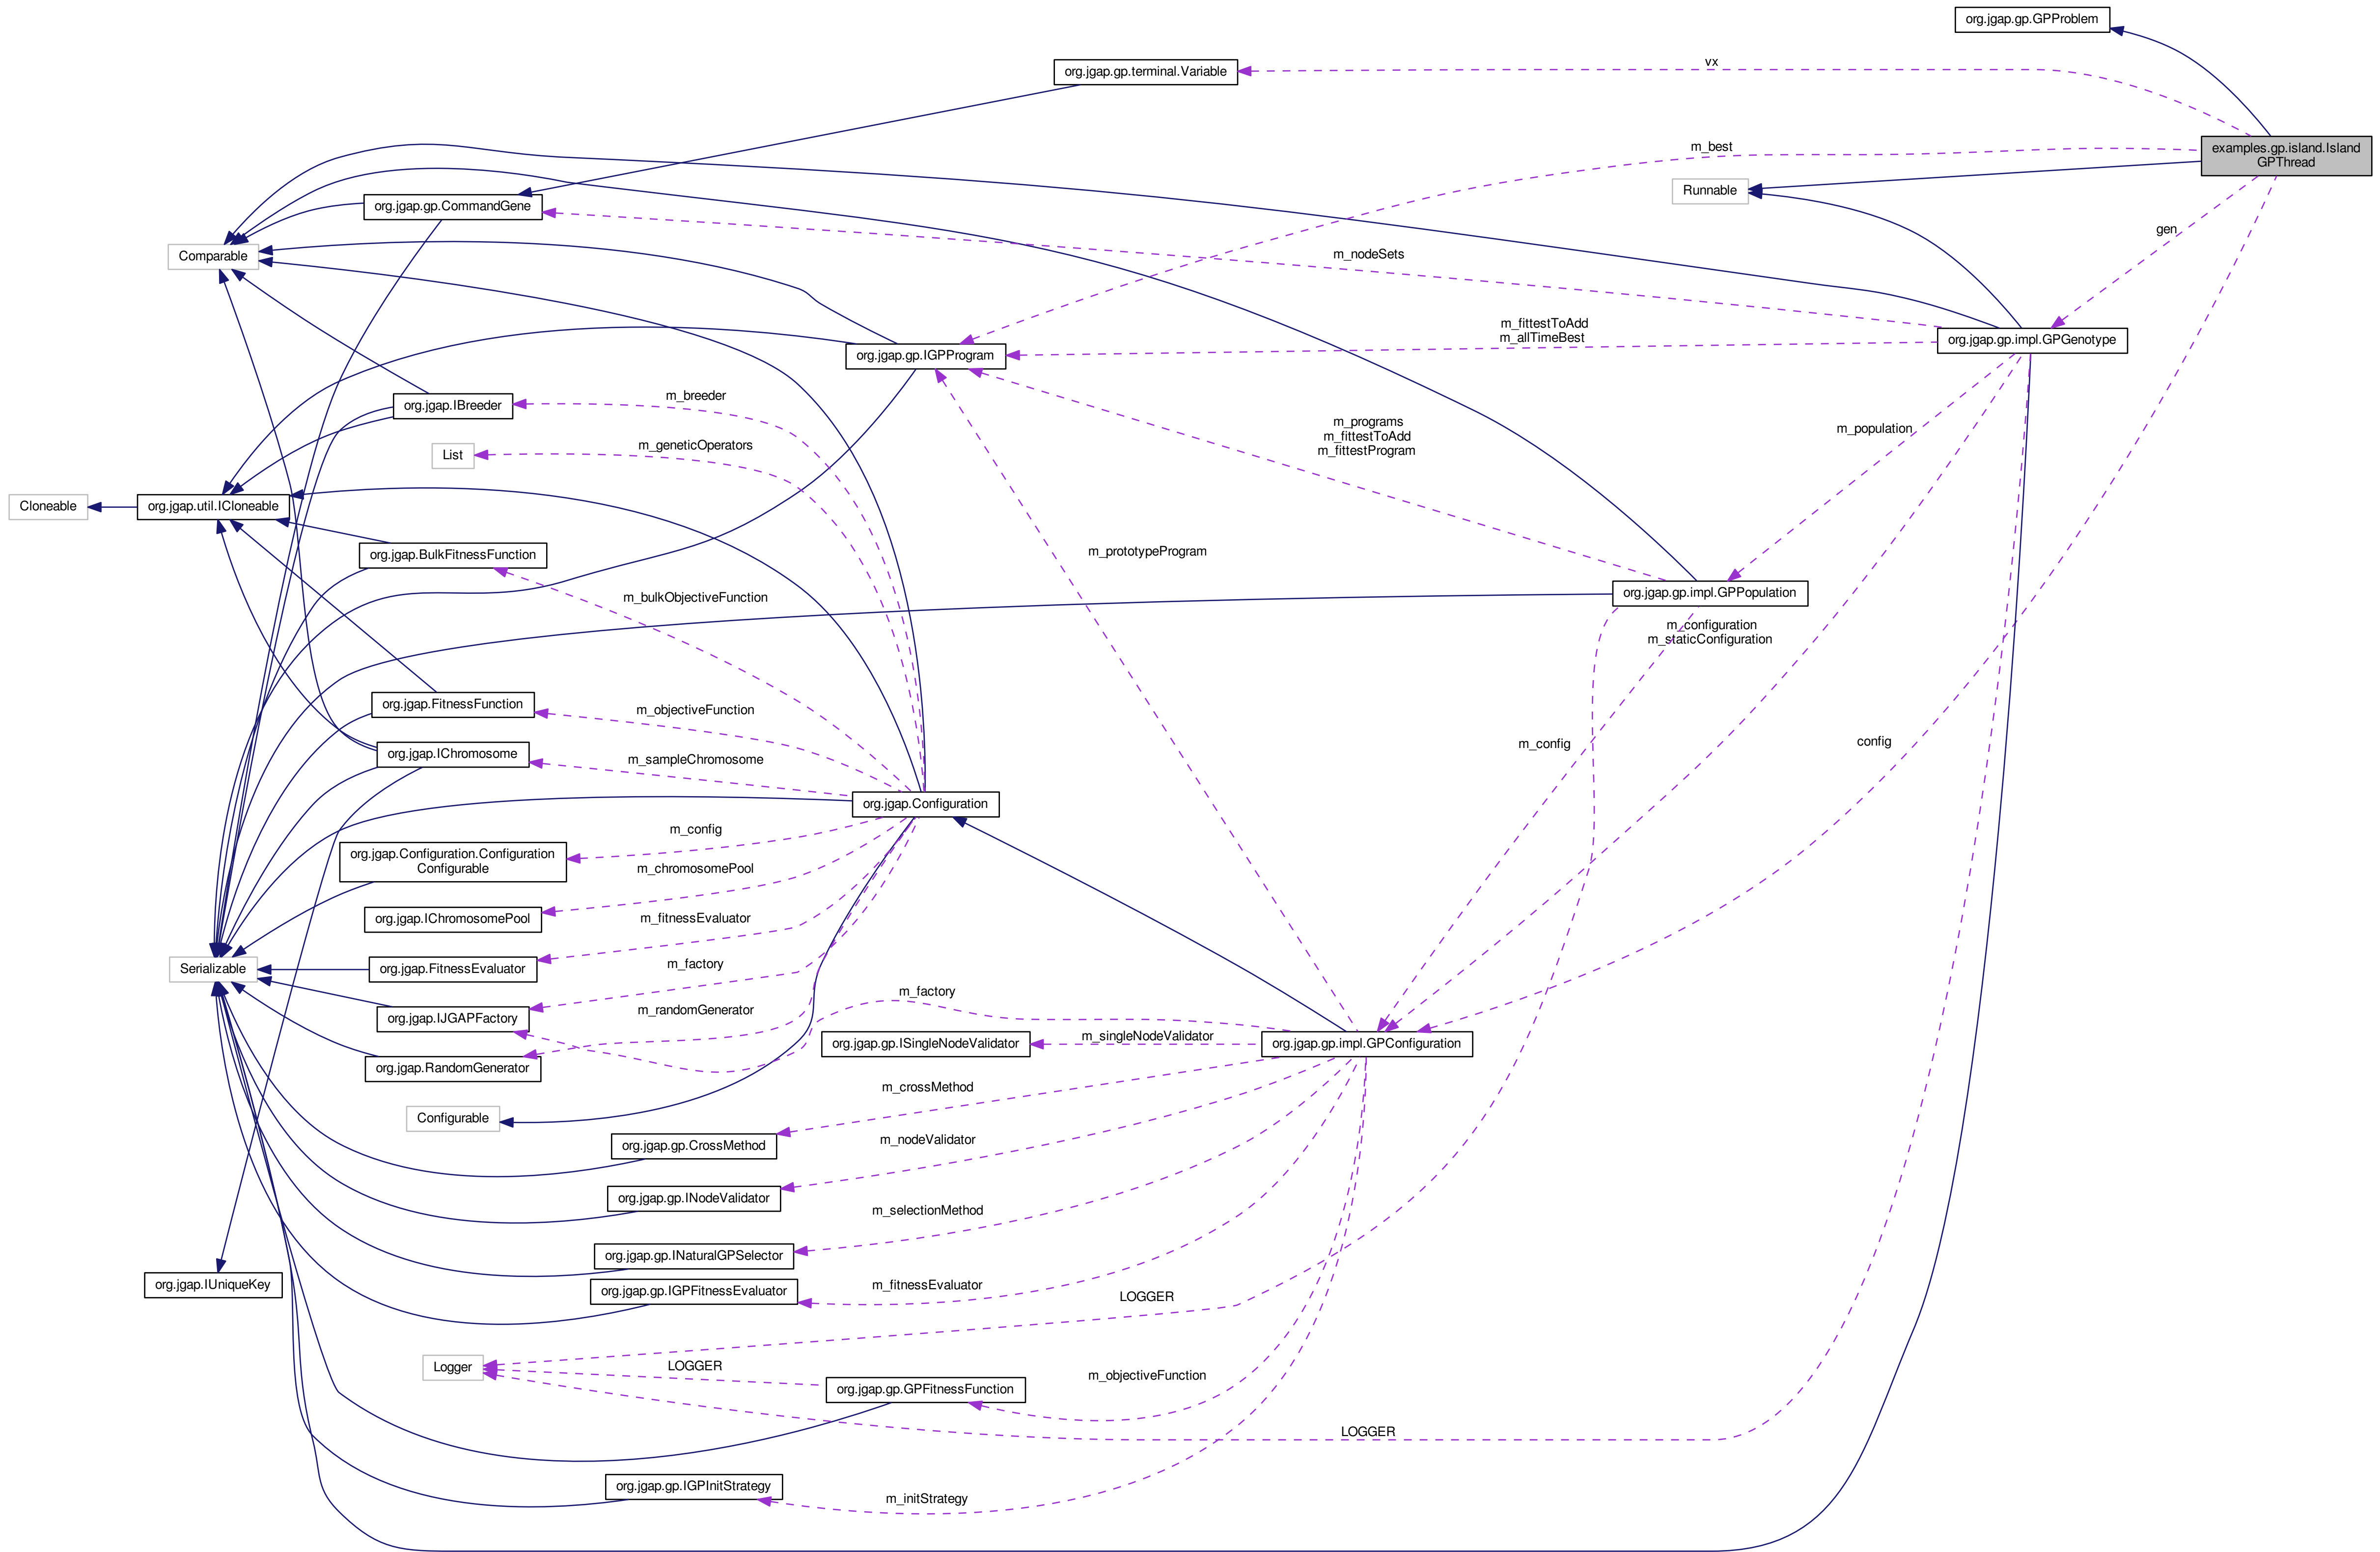 org.jgap.gp.GPProblem
vx
org.jgap.gp.terminal.Variable
m_best
examples.gp.island.Island
GPThread
Runnable
org.jgap.gp.CommandGene
gen
Comparable
m_nodeSets
m_fittestToAdd
m_allTimeBest
org.jgap.gp.impl.GPGenotype
org.jgap.gp.IGPProgram
m_breeder
org.jgap.IBreeder
m_programs
m_fittestToAdd
m_fittestProgram
m_population
m_geneticOperators
List
Cloneable
org.jgap.util.ICloneable
org.jgap.BulkFitnessFunction
m_prototypeProgram
m_bulkObjectiveFunction
org.jgap.gp.impl.GPPopulation
m_configuration
m_staticConfiguration
org.jgap.FitnessFunction
m_objectiveFunction
m_config
config
org.jgap.IChromosome
m_sampleChromosome
org.jgap.Configuration
m_config
org.jgap.Configuration.Configuration
Configurable
m_chromosomePool
org.jgap.IChromosomePool
m_fitnessEvaluator
Serializable
org.jgap.FitnessEvaluator
m_factory
m_factory
org.jgap.IJGAPFactory
m_randomGenerator
org.jgap.gp.ISingleNodeValidator
m_singleNodeValidator
org.jgap.gp.impl.GPConfiguration
org.jgap.RandomGenerator
m_crossMethod
Configurable
org.jgap.gp.CrossMethod
m_nodeValidator
org.jgap.gp.INodeValidator
m_selectionMethod
org.jgap.gp.INaturalGPSelector
org.jgap.IUniqueKey
m_fitnessEvaluator
org.jgap.gp.IGPFitnessEvaluator
LOGGER
Logger
LOGGER
m_objectiveFunction
org.jgap.gp.GPFitnessFunction
LOGGER
org.jgap.gp.IGPInitStrategy
m_initStrategy